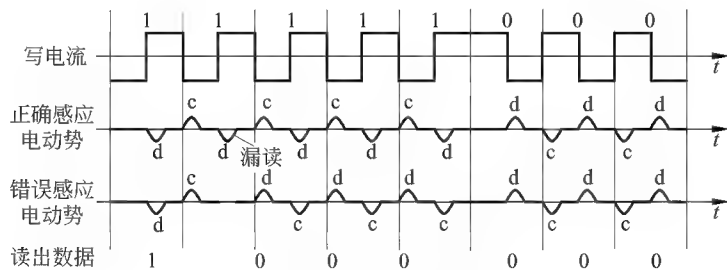 1 1 1 1 1 0 0 0
写电流 t
c c c c d d d
正确感应
电动势 t
d d 漏读 d d d c c
c d d d d d d d
错误感应
电动势 t
d c c c c c
读出数据 1 0 0 0 0 0 0